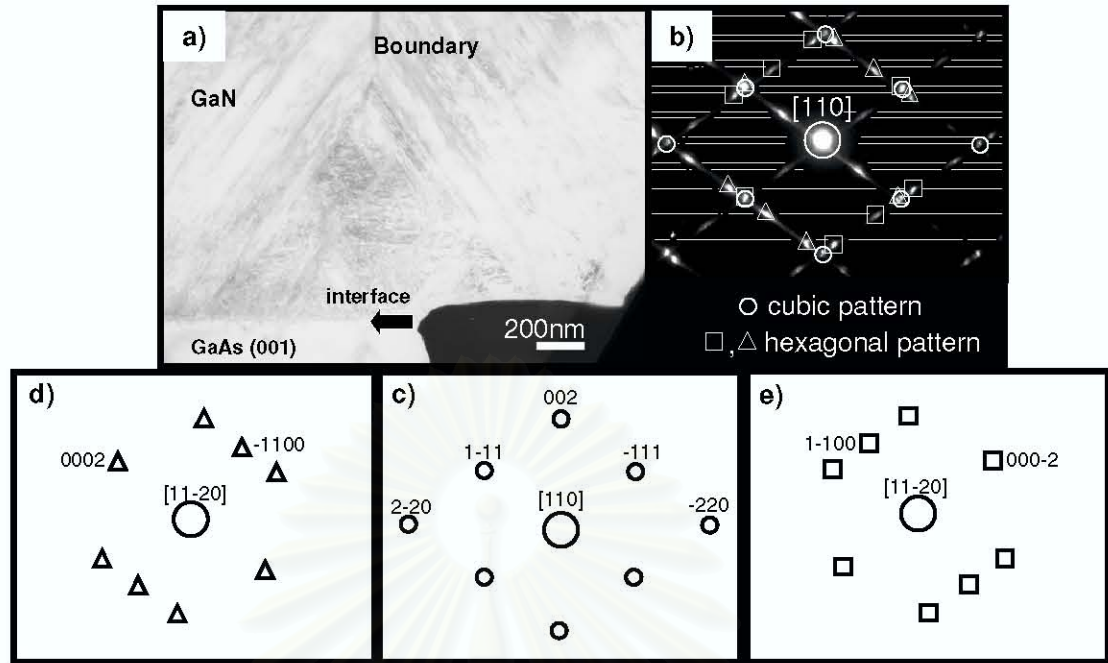 a)
Boundary
GaN
interface
200nm
GaAs (001)
b)
[110]
○ cubic pattern
□ , △ hexagonal pattern
d)
0002
-1100
[11-20]
c)
002
1-11
-111
2-20
[110]
-220
e)
1-100
000-2
[11-20]